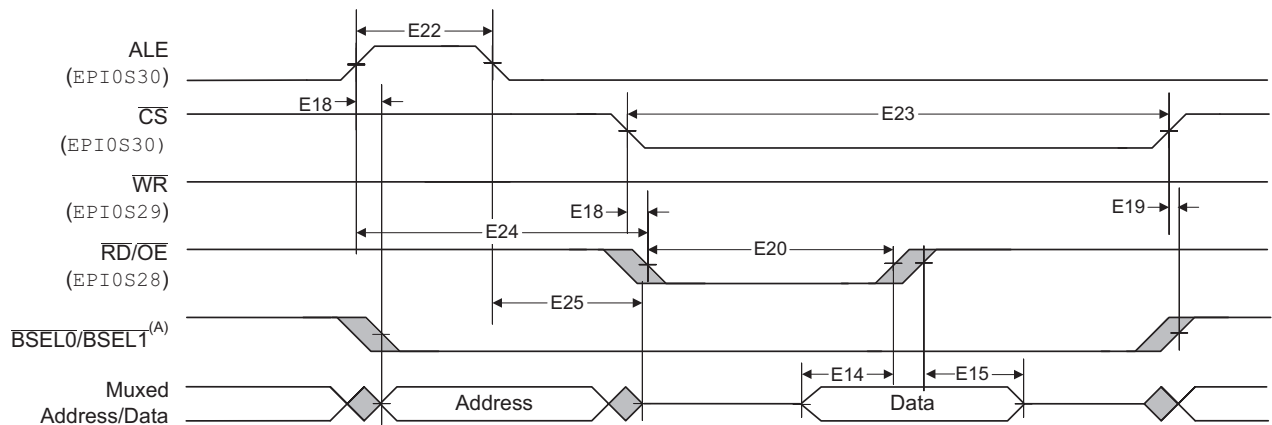 E22
ALE
(EPI0S30)
E18
CS
E23
(EPI0S30)
WR
(EPI0S29)
E18
E19
E24
RD/OE
E20
(EPI0S28)
E25
BSEL0/BSEL1(A)
Muxed
Address/Data
Address
E14
Data
E15